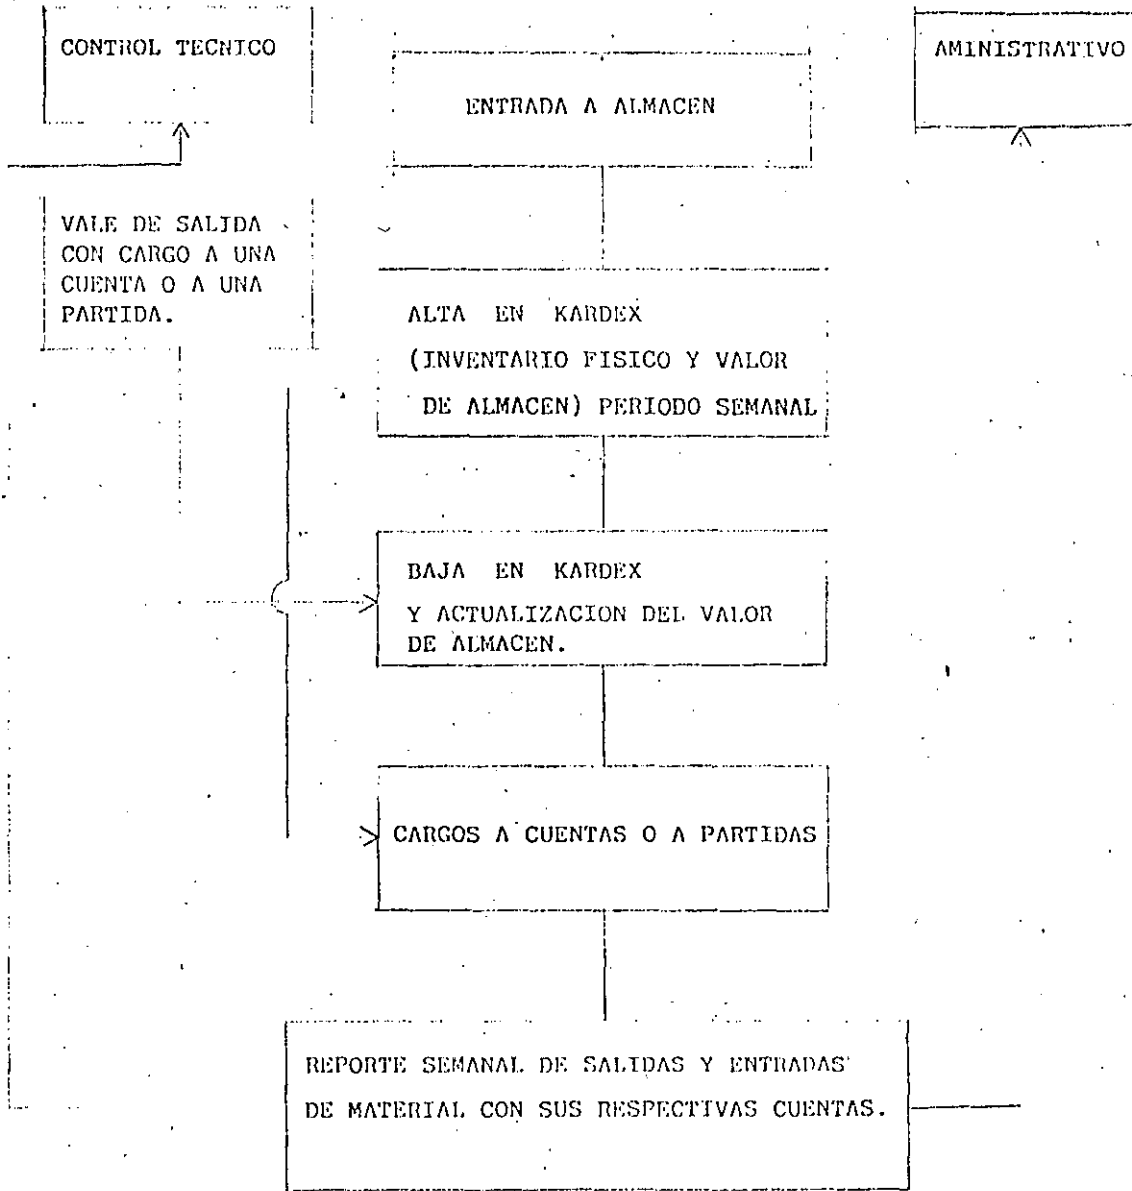 CONTROL TECNICO
ENTRADA A ALMACEN
AMINISTRATIVO
VALE DE SALIDA
CON CARGO A UNA
CUENTA O A UNA
PARTIDA.
ALTA EN KARDEX
(INVENTARIO FISICO Y VALOR
DE ALMACEN) PERIODO SEMANAL
BAJA EN KARDEX
Y ACTUALIZACION DEL VALOR
DE ALMACEN.
CARGOS A CUENTAS O A PARTIDAS
REPORTE SEMANAL DE SALIDAS Y ENTRADAS
DE MATERIAL CON SUS RESPECTIVAS CUENTAS.